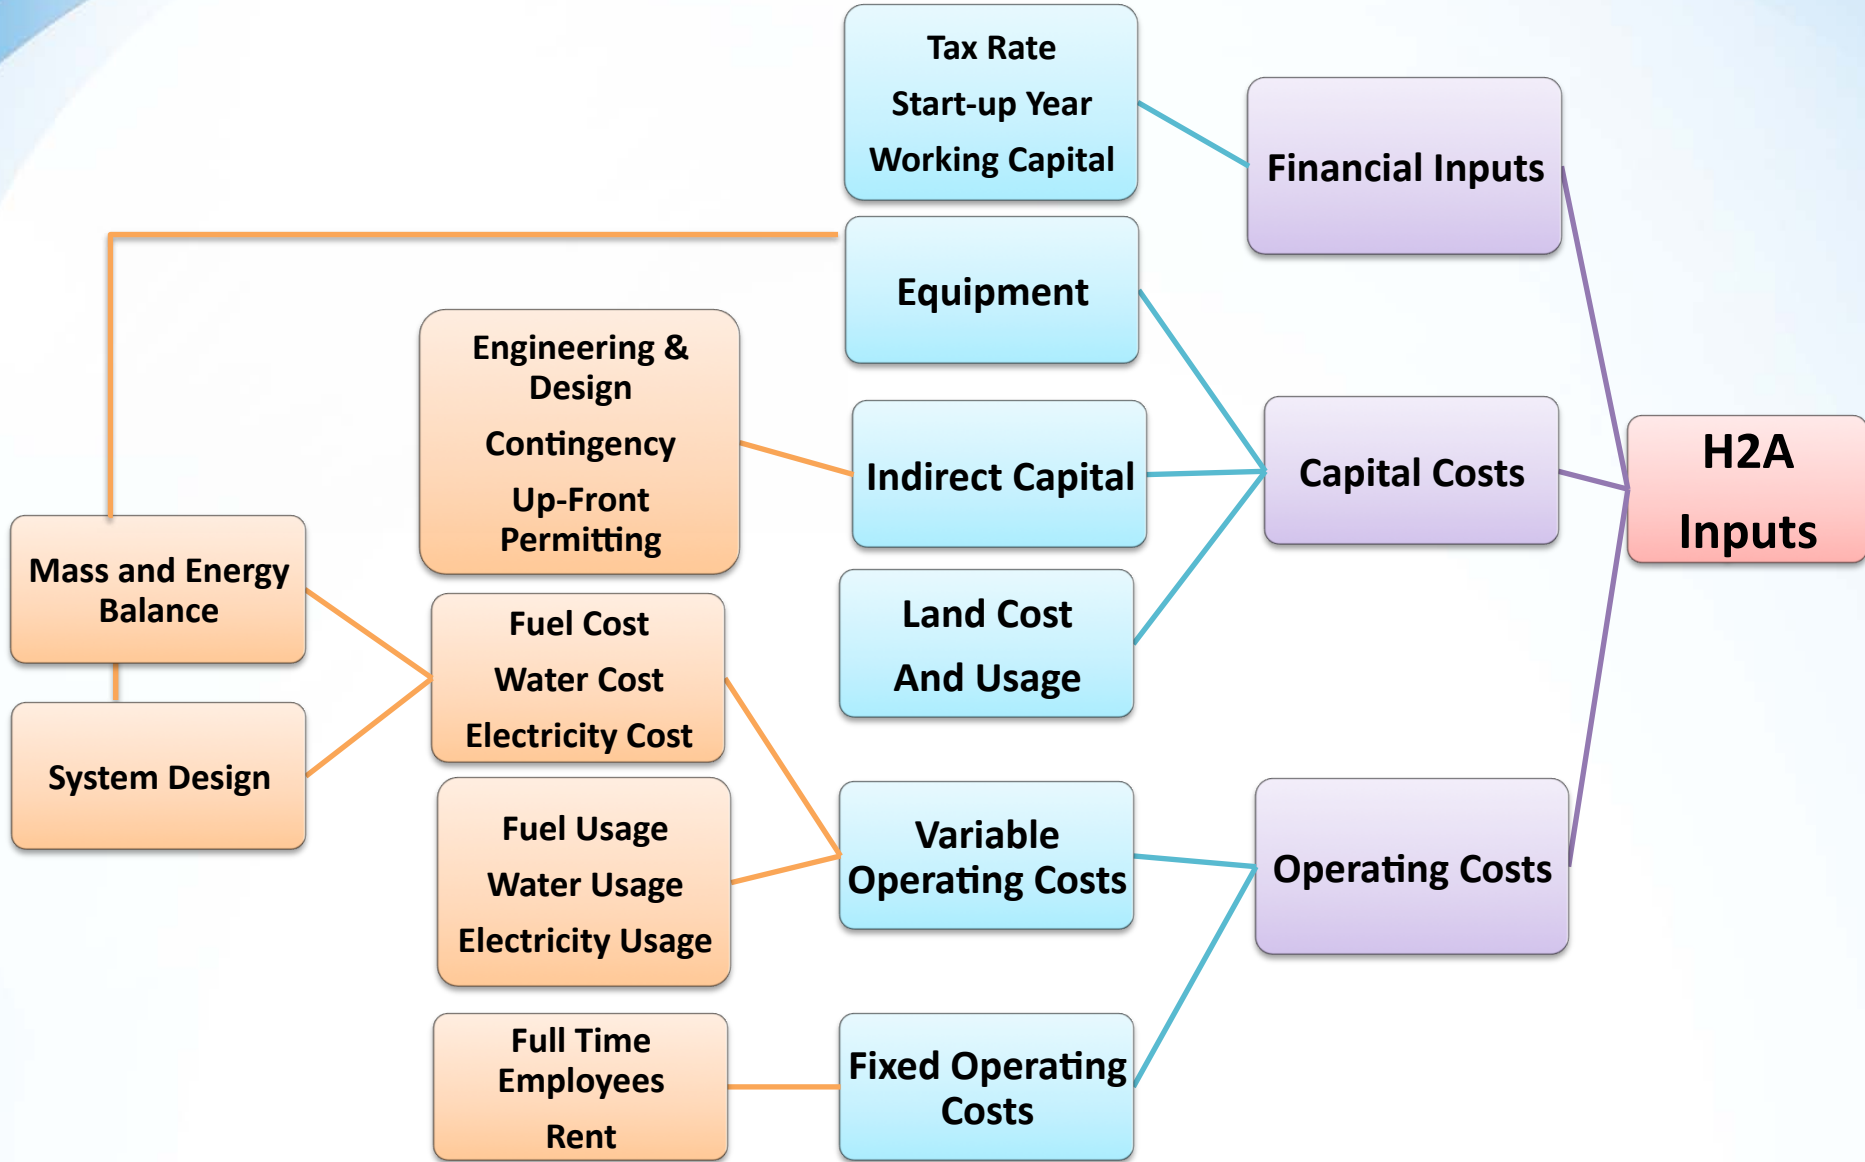 Tax Rate
Start-up Year
Working Capital
Financial Inputs
Equipment
Engineering &
Design
Contingency
Up-Front
Permitting
Indirect Capital
Capital Costs
H2A
Inputs
Mass and Energy
Balance
Fuel Cost
Water Cost
Electricity Cost
Land Cost
And Usage
System Design
Fuel Usage
Water Usage
Electricity Usage
Variable
Operating Costs
Operating Costs
Full Time
Employees
Rent
Fixed Operating
Costs